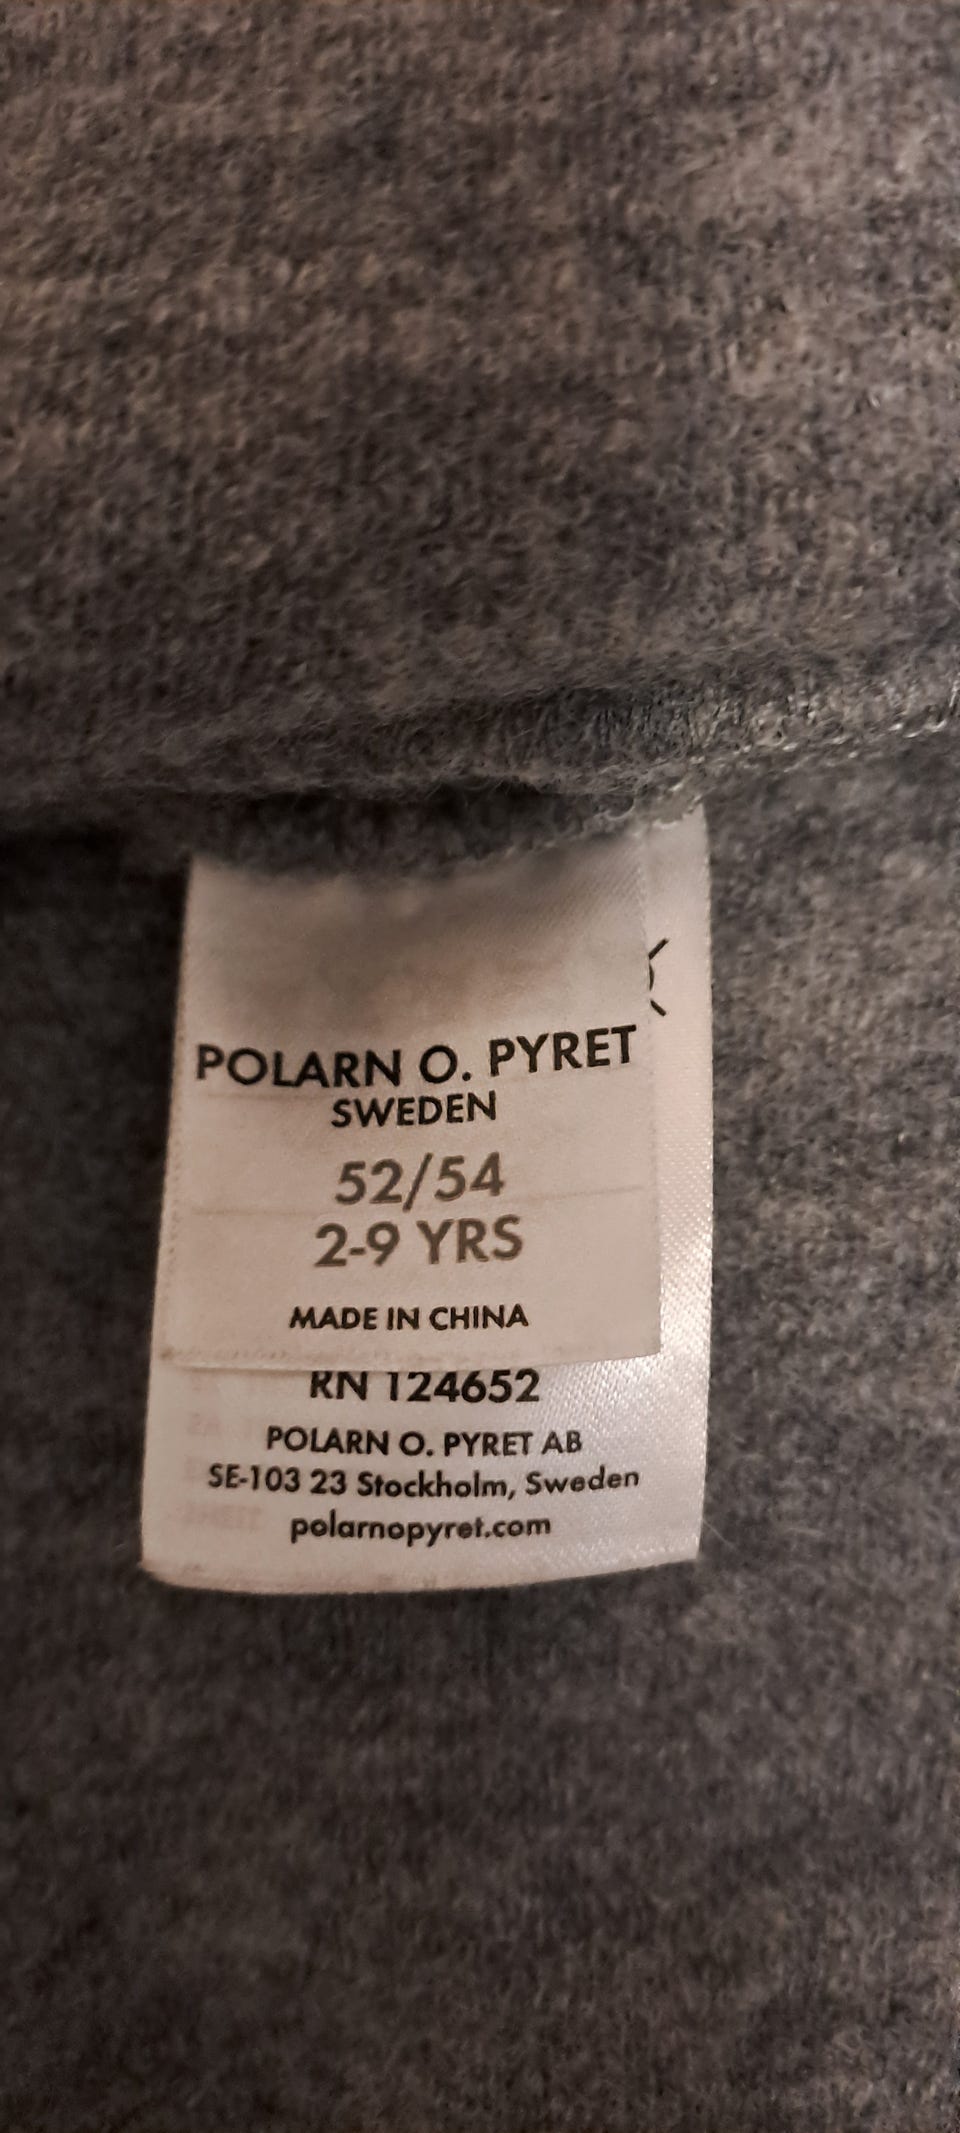 POLARN O. PYRET
SWEDEN
52/54
2-9 YRS
MADE IN CHINA
RN 124652
POLARN O. PYRET AB
SE-103 23 Stockholm, Sweden
polarnopyret.com